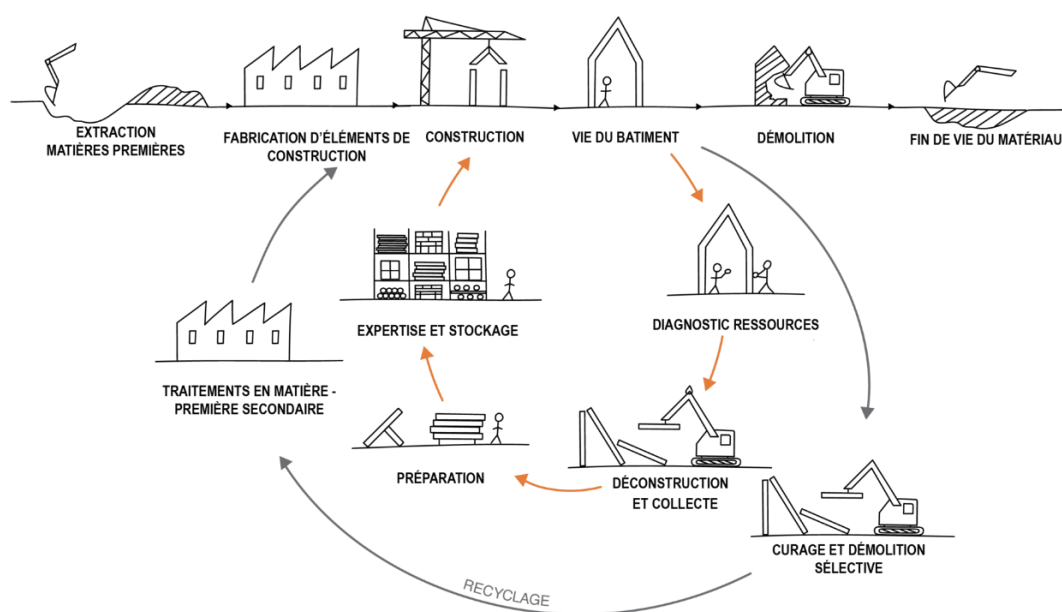 EXTRACTION
MATIÈRES PREMIÈRES
FABRICATION D'ÉLÉMENTS DE
CONSTRUCTION
CONSTRUCTION
VIE DU BATIMENT
DÉMOLITION
FIN DE VIE DU MATÉRIAU
EXPERTISE ET STOCKAGE
DIAGNOSTIC RESSOURCES
TRAITEMENTS EN MATIÈRE -
PREMIÈRE SECONDAIRE
PRÉPARATION
DÉCONSTRUCTION
ET COLLECTE
CURAGE ET DÉMOLITION
SÉLECTIVE
RECYCLAGE